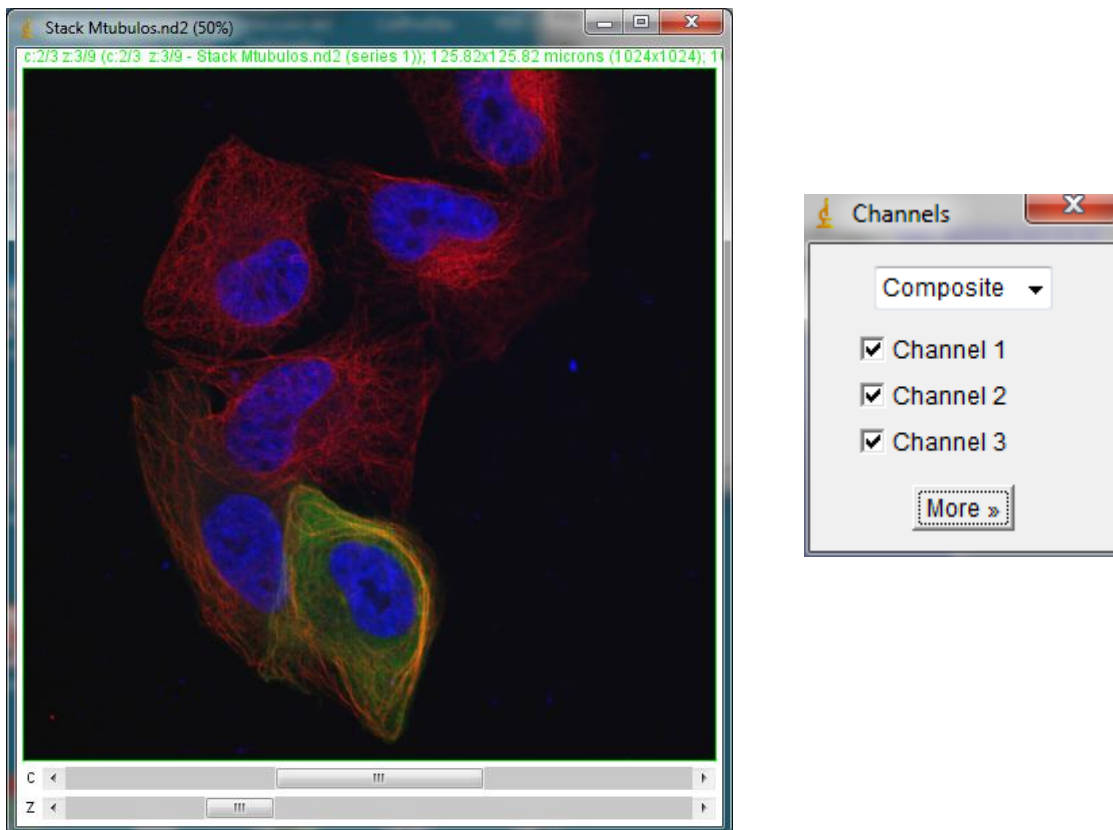 Stack Mtubulos.nd2 (50%)
c:2/3 z:3/9 (c:2/3 z:3/9 - Stack Mtubulos.nd2 (series 1)); 125.82x125.82 microns (1024x1024);
C
Z
Channels
Composite
Channel 1
Channel 2
Channel 3
More »